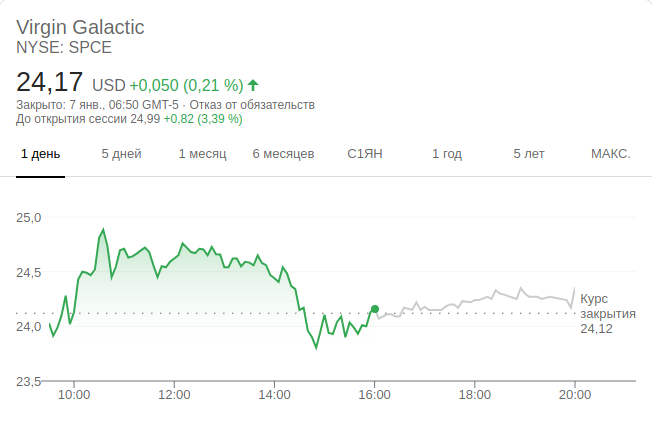 Virgin Galactic
NYSE: SPCE
24,17 USD +0,050 (0,21 %)
Закрыто: 7 янв., 06:50 GMT-5 · Отказ от обязательств
До открытия сессии 24,99 +0,82 (3,39 %)
1 день 5 дней 1 месяц 6 месяцев С1ЯН 1 год 5 лет МАКС.
25,0
24,5
24,0
23,5
Курс
закрытия
24,12
10:00 12:00 14:00 16:00 18:00 20:00